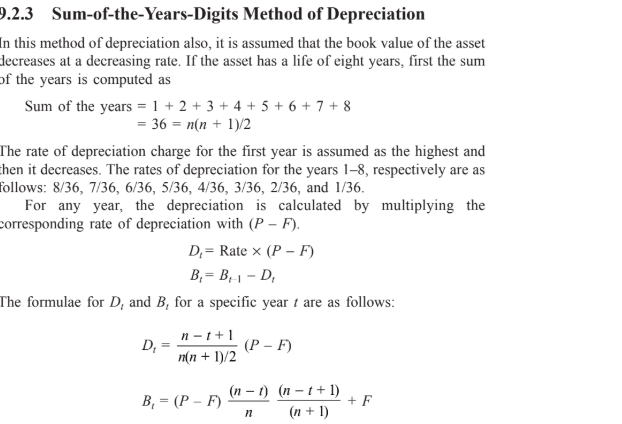 9.2.3 Sum-of-the-Years-Digits Method of Depreciation
In this method of depreciation also, it is assumed that the book value of the asset
decreases at a decreasing rate. If the asset has a life of eight years, first the sum
of the years is computed as
Sum of the years = 1 + 2 + 3 + 4 + 5 + 6 + 7 + 8
= 36 = n(n + 1)/2
The rate of depreciation charge for the first year is assumed as the highest and
then it decreases. The rates of depreciation for the years 1–8, respectively are as
follows: 8/36, 7/36, 6/36, 5/36, 4/36, 3/36, 2/36, and 1/36.
For any year, the depreciation is calculated by multiplying the
corresponding rate of depreciation with (P – F).
D_t = Rate × (P – F)
B_t = B_{t–1} – D_t
The formulae for D_t and B_t for a specific year t are as follows:
D_t = \frac{n – t + 1}{n(n + 1)/2} (P – F)
B_t = (P – F) \frac{(n – t)}{n} \frac{(n – t + 1)}{(n + 1)} + F